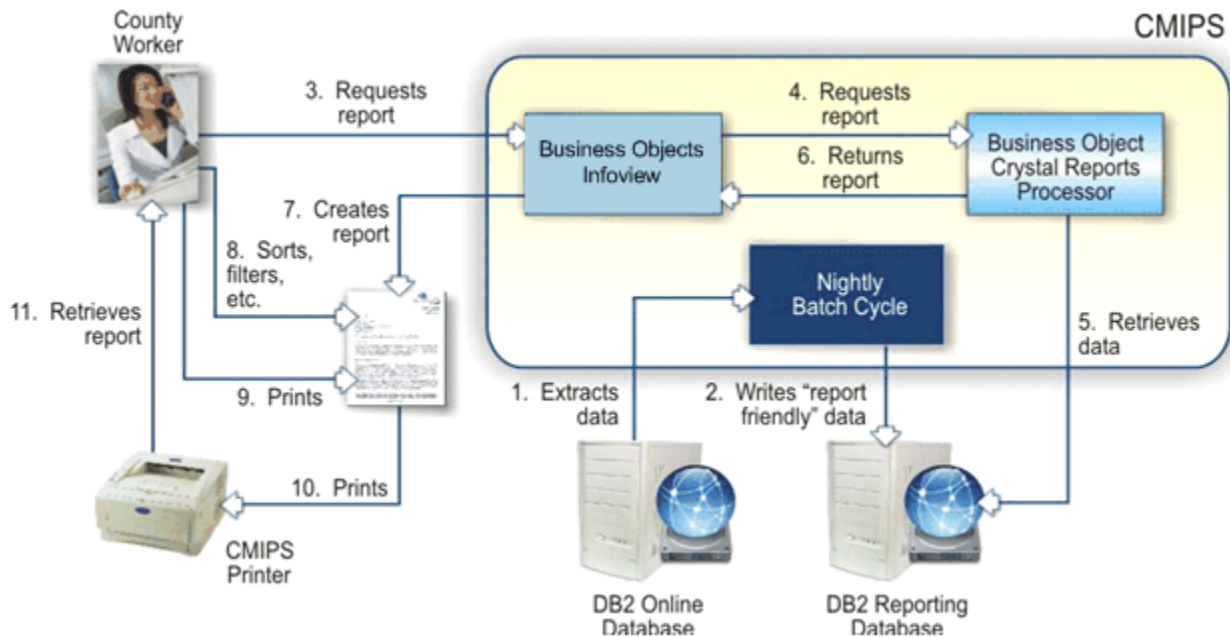 County
Worker
CMIPS
3. Requests
report
4. Requests
report
Business Objects
Infoview
6. Returns
report
Business Object
Crystal Reports
Processor
7. Creates
report
8. Sorts,
filters,
etc.
Nightly
Batch Cycle
11. Retrieves
report
5. Retrieves
data
9. Prints
1. Extracts
data
2. Writes “report
friendly” data
10. Prints
CMIPS
Printer
DB2 Online
Database
DB2 Reporting
Database